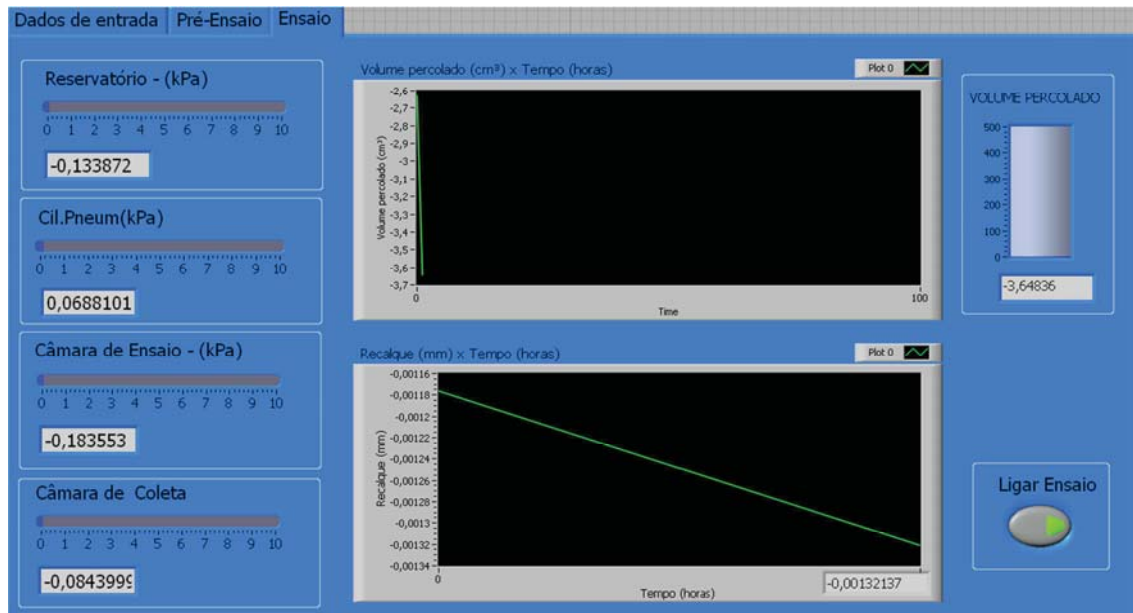 Dados de entrada Pré-Ensaio Ensaio
Reservatório - (kPa)
0 1 2 3 4 5 6 7 8 9 10
-0,133872
Cil.Pneum(kPa)
0 1 2 3 4 5 6 7 8 9 10
0,0688101
Câmara de Ensaio - (kPa)
0 1 2 3 4 5 6 7 8 9 10
-0,183553
Câmara de Coleta
0 1 2 3 4 5 6 7 8 9 10
-0,0843999
Volume percolado (cm³) x Tempo (horas)
Plot 0
Volume percolado (cm³)
-2,6
-2,7
-2,8
-2,9
-3
-3,1
-3,2
-3,3
-3,4
-3,5
-3,6
-3,7
0 100
Time
Recalque (mm) x Tempo (horas)
Plot 0
Recalque (mm)
-0,00116
-0,00118
-0,0012
-0,00122
-0,00124
-0,00126
-0,00128
-0,0013
-0,00132
-0,00134
0
-0,00132137
Tempo (horas)
VOLUME PERCOLADO
500
400
300
200
100
0
-3,64836
Ligar Ensaio